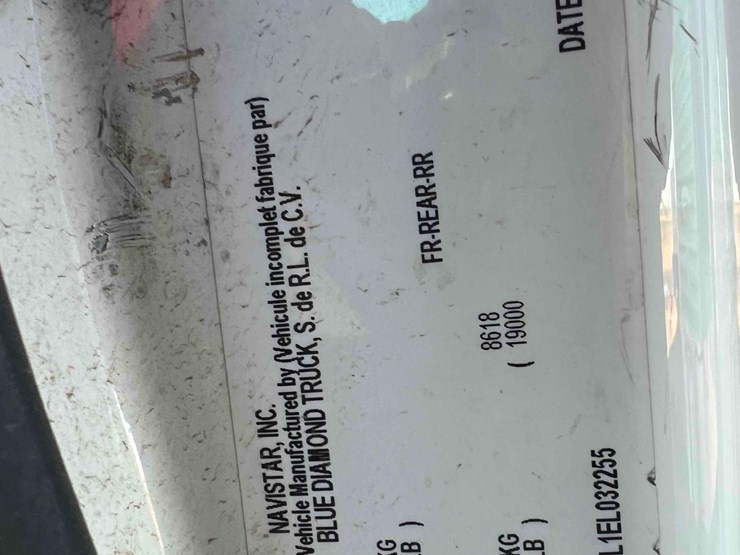 NAVISTAR, INC.
Vehicle Manufactured by (Vehicule incomplet fabrique par)
BLUE DIAMOND TRUCK, S. de R.L. de C.V.
KG
LB )
FR-REAR-RR
KG 8618
LB ) ( 19000
L1EL032255
DATE